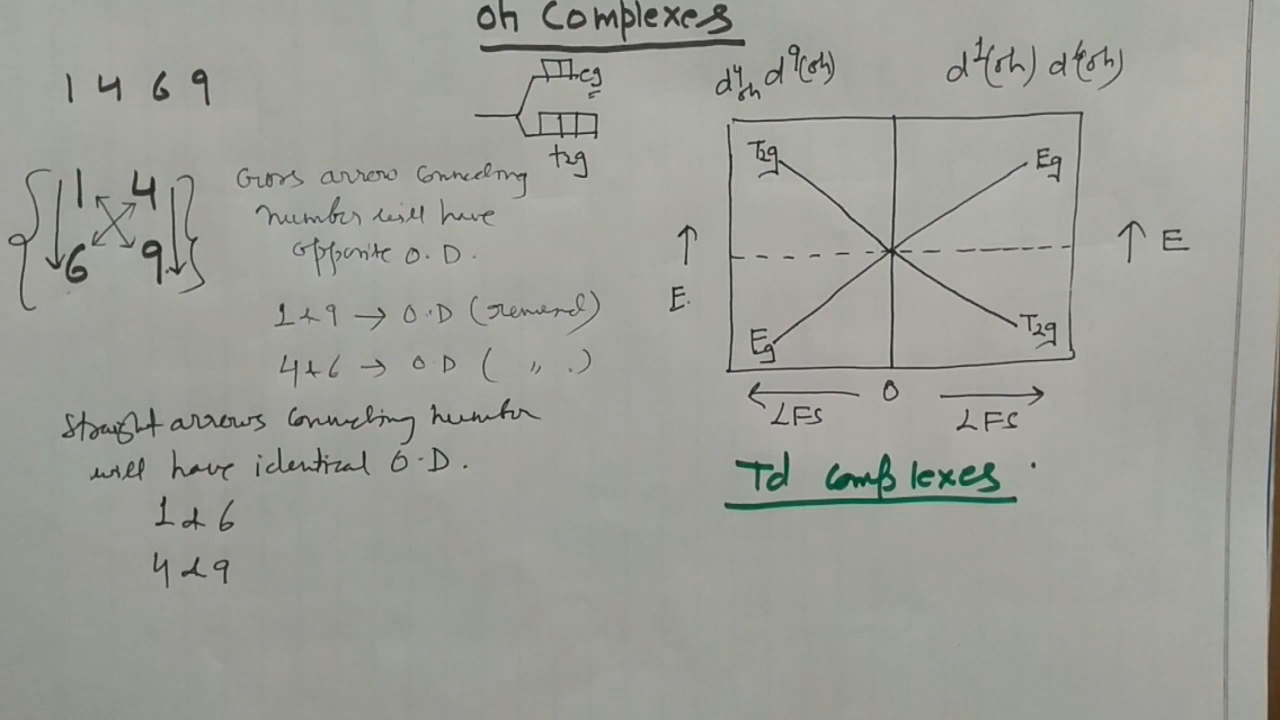 Oh Complexes
1 4 6 9
eg
t2g
d⁴oh d⁹(oh)
d¹(oh) d⁶(oh)
1 4
6 9
Cross arrow connecting
number will have
opposite O.D.
1 & 9 → O.D (reversed)
4 & 6 → O.D ( " . )
Straight arrows connecting number
will have identical O.D.
1 & 6
4 & 9
T2g
Eg
↑
E.
↑ E
Eg
T2g
0
LFS
LFS
Td complexes .